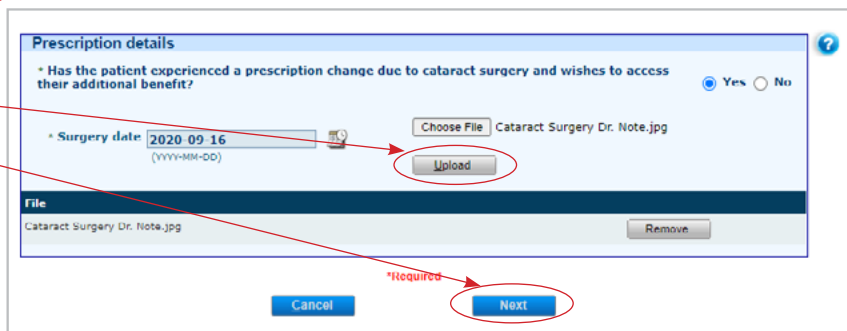 Prescription details
?
* Has the patient experienced a prescription change due to cataract surgery and wishes to access
their additional benefit?
Yes No
* Surgery date 2020-09-16
(YYYY-MM-DD)
Choose File Cataract Surgery Dr. Note.jpg
Upload
File
Cataract Surgery Dr. Note.jpg Remove
*Required
Cancel Next